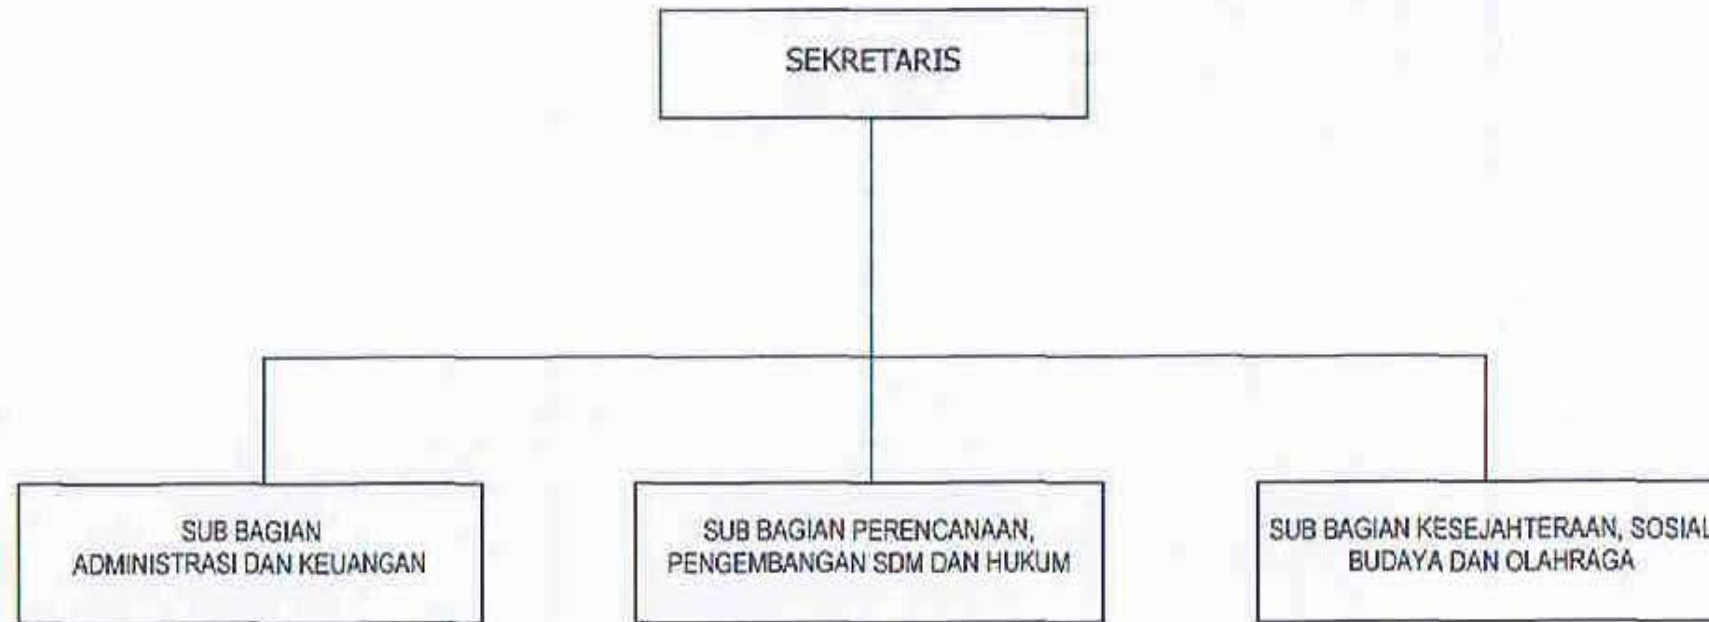 SEKRETARIS
SUB BAGIAN
ADMINISTRASI DAN KEUANGAN
SUB BAGIAN PERENCANAAN,
PENGEMBANGAN SDM DAN HUKUM
SUB BAGIAN KESEJAHTERAAN, SOSIAL
BUDAYA DAN OLAHRAGA